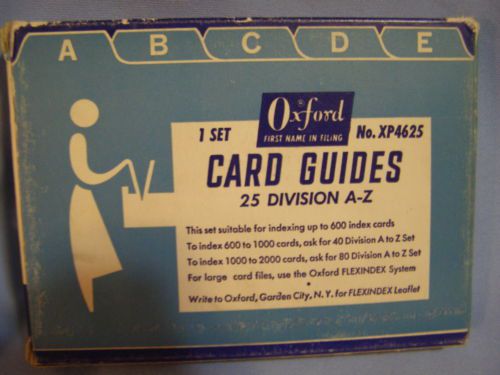 A B C D E
Oxford
FIRST NAME IN FILING
1 SET No. XP4625
CARD GUIDES
25 DIVISION A-Z
This set suitable for indexing up to 600 index cards
To index 600 to 1000 cards, ask for 40 Division A to Z Set
To index 1000 to 2000 cards, ask for 80 Division A to Z Set
For large card files, use the Oxford FLEXINDEX System
Write to Oxford, Garden City, N. Y. for FLEXINDEX Leaflet